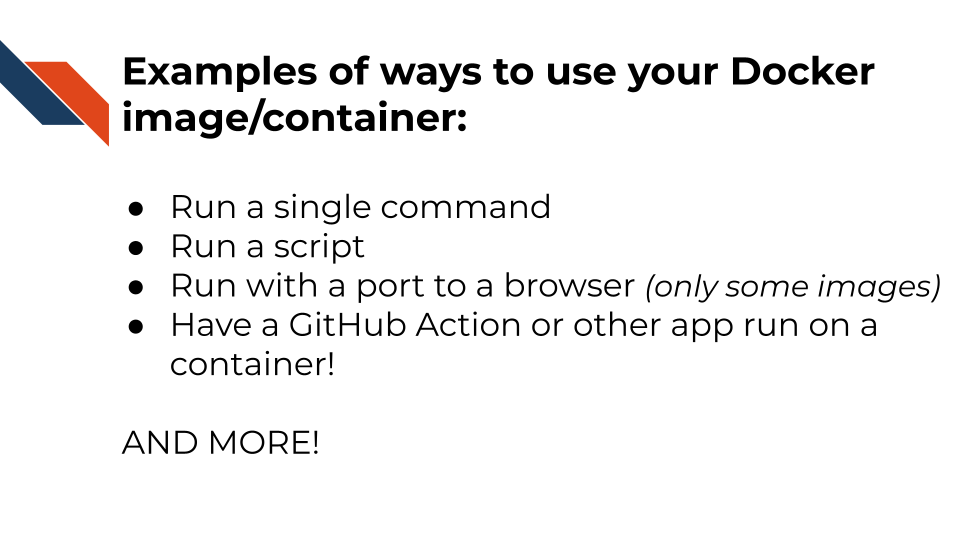 Examples of ways to use your Docker
image/container:
● Run a single command
● Run a script
● Run with a port to a browser (only some images)
● Have a GitHub Action or other app run on a
container!
AND MORE!